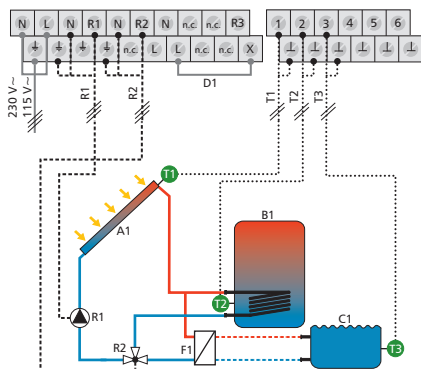 N L N R1 N R2 N n.c. n.c. R3
n.c. L L n.c. X
1 2 3 4 5 6
230 V~
115 V~
R1
R2
D1
T1
T2
T3
T1
A1
B1
T2
R1
R2
F1
C1
T3